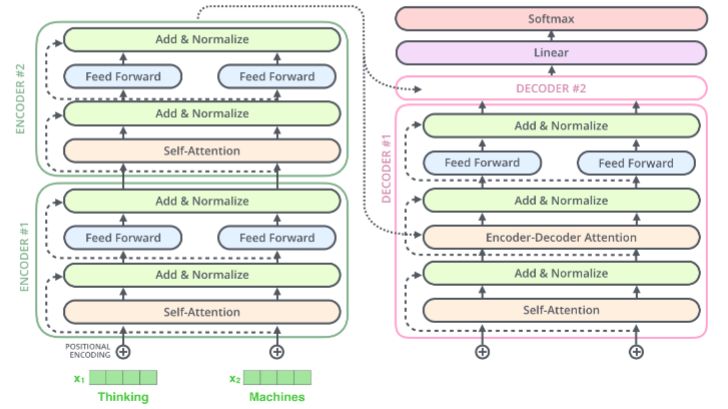 ENCODER #2
Add & Normalize
Feed Forward
Feed Forward
Add & Normalize
Self-Attention
ENCODER #1
Add & Normalize
Feed Forward
Feed Forward
Add & Normalize
Self-Attention
POSITIONAL
ENCODING
x₁
x₂
Thinking
Machines
Softmax
Linear
DECODER #2
DECODER #1
Add & Normalize
Feed Forward
Feed Forward
Add & Normalize
Encoder-Decoder Attention
Add & Normalize
Self-Attention